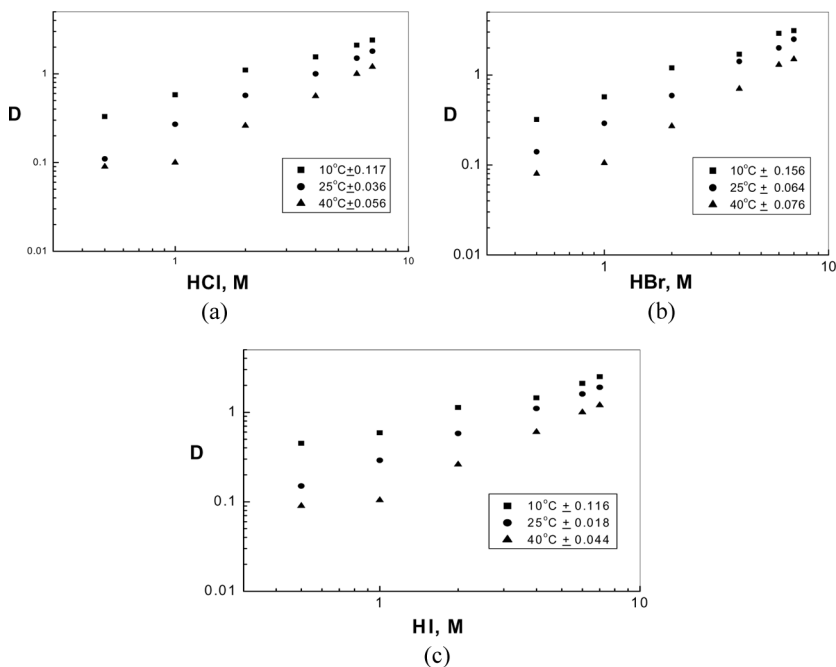 1
0.1
0.01
D
10°C±0.117
25°C±0.036
40°C±0.056
1
10
HCl, M
(a)
1
0.1
0.01
D
10°C ± 0.156
25°C ± 0.064
40°C ± 0.076
1
10
HBr, M
(b)
1
0.1
0.01
D
10°C ± 0.116
25°C ± 0.018
40°C ± 0.044
1
10
HI, M
(c)